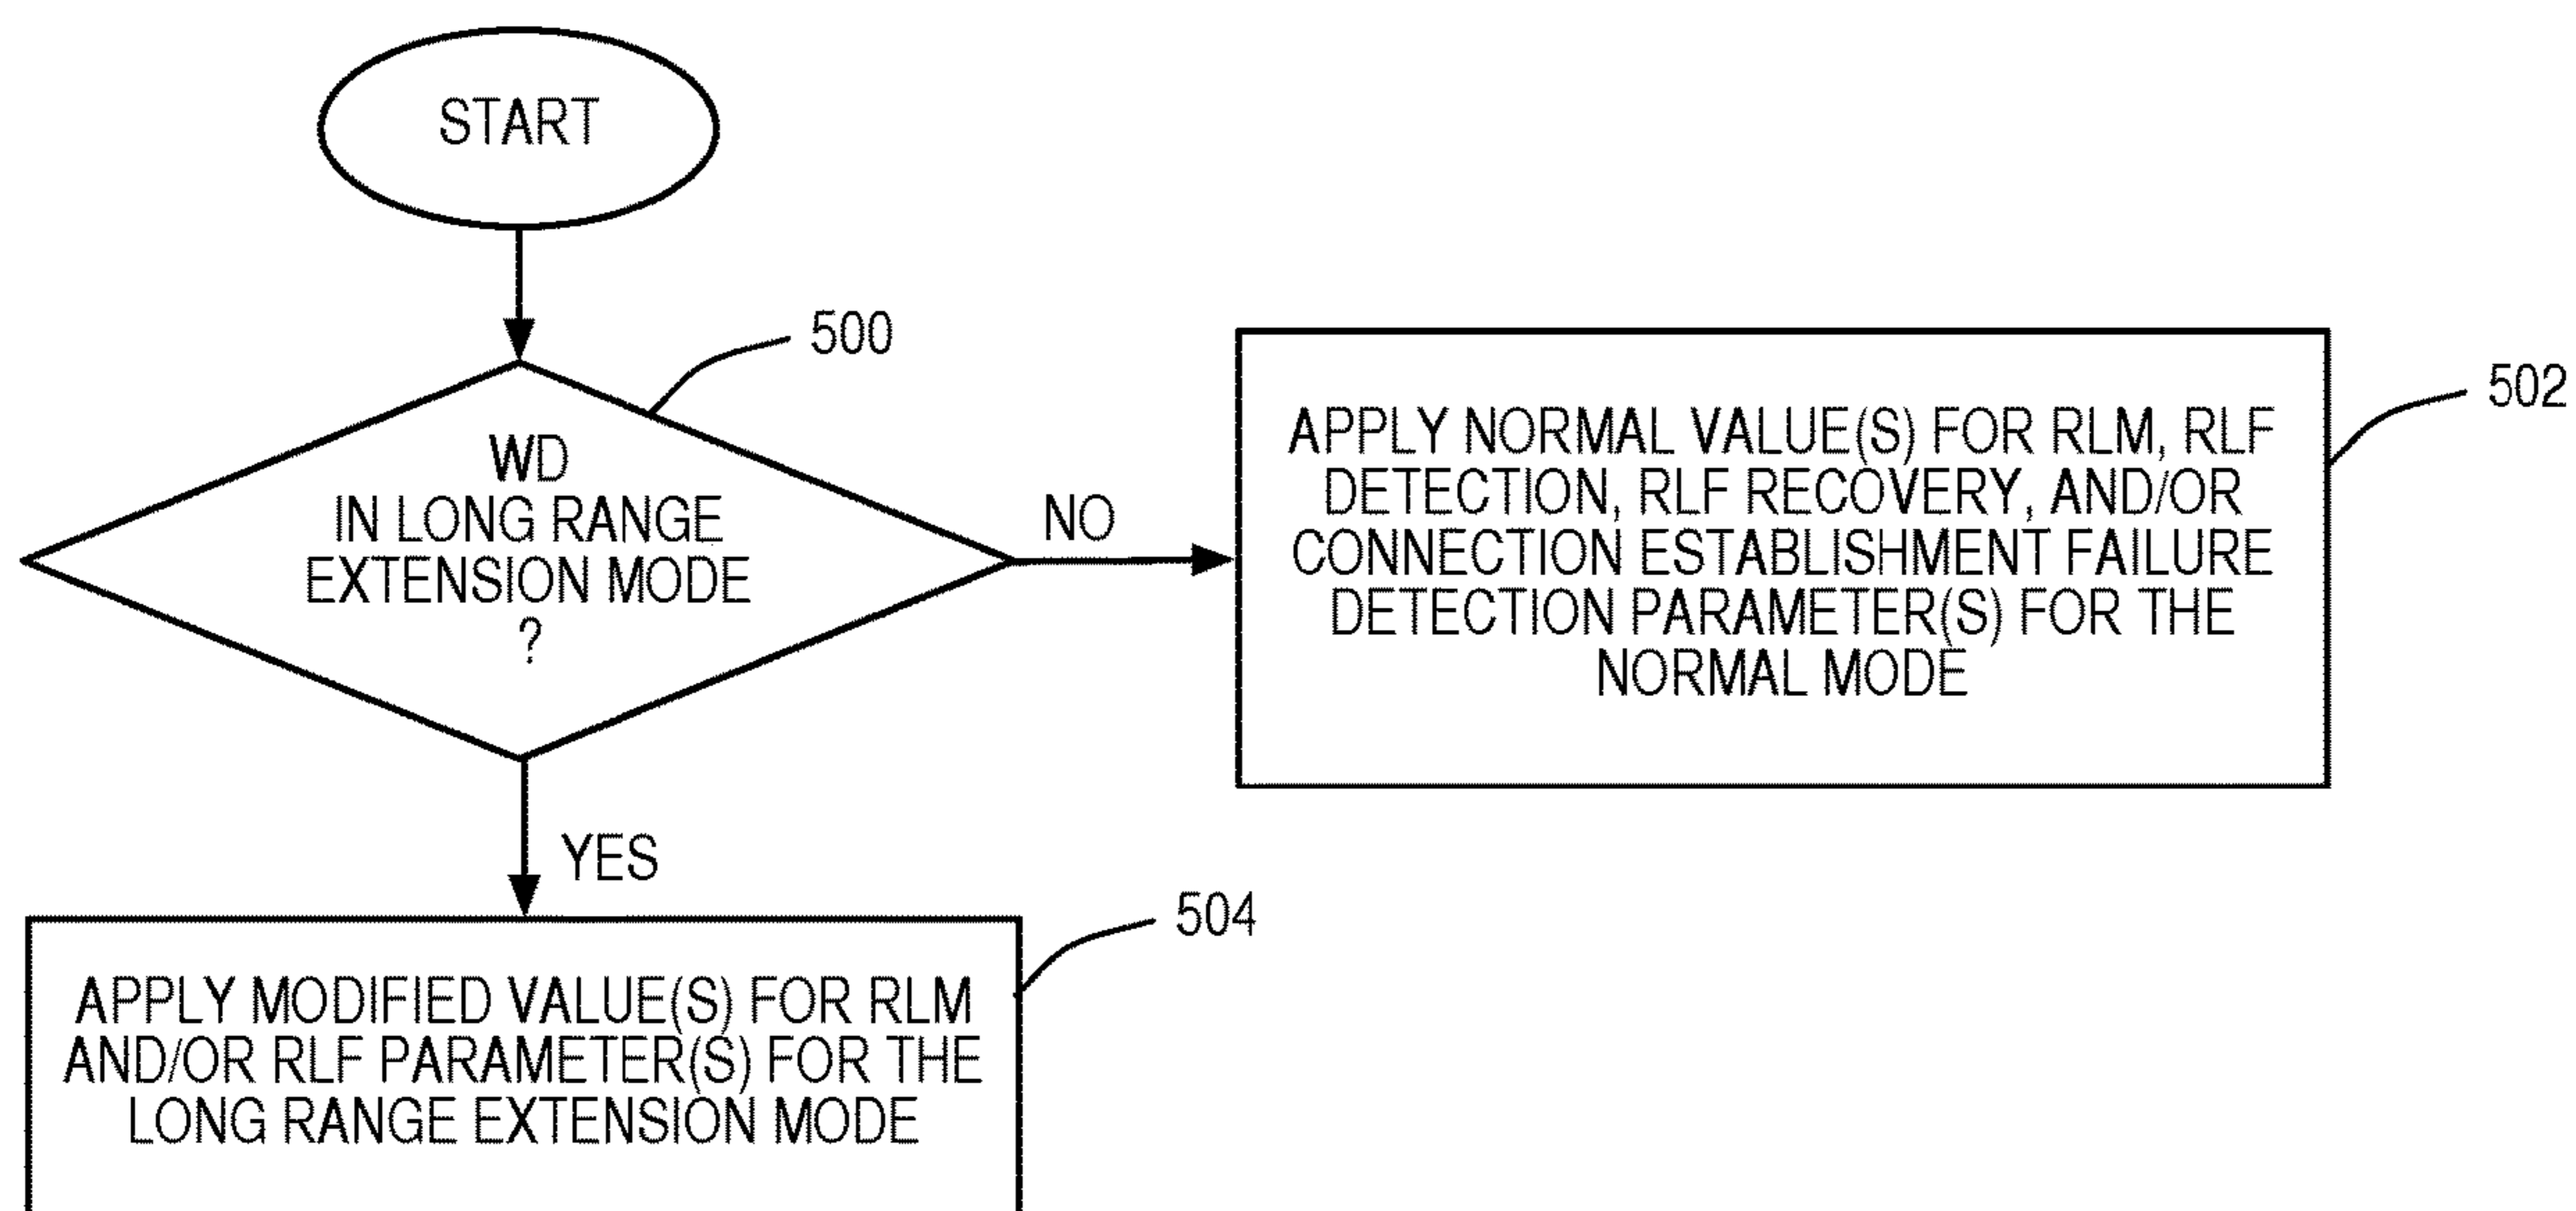 START
500
WD
IN LONG RANGE
EXTENSION MODE
?
NO
502
APPLY NORMAL VALUE(S) FOR RLM, RLF
DETECTION, RLF RECOVERY, AND/OR
CONNECTION ESTABLISHMENT FAILURE
DETECTION PARAMETER(S) FOR THE
NORMAL MODE
YES
504
APPLY MODIFIED VALUE(S) FOR RLM
AND/OR RLF PARAMETER(S) FOR THE
LONG RANGE EXTENSION MODE